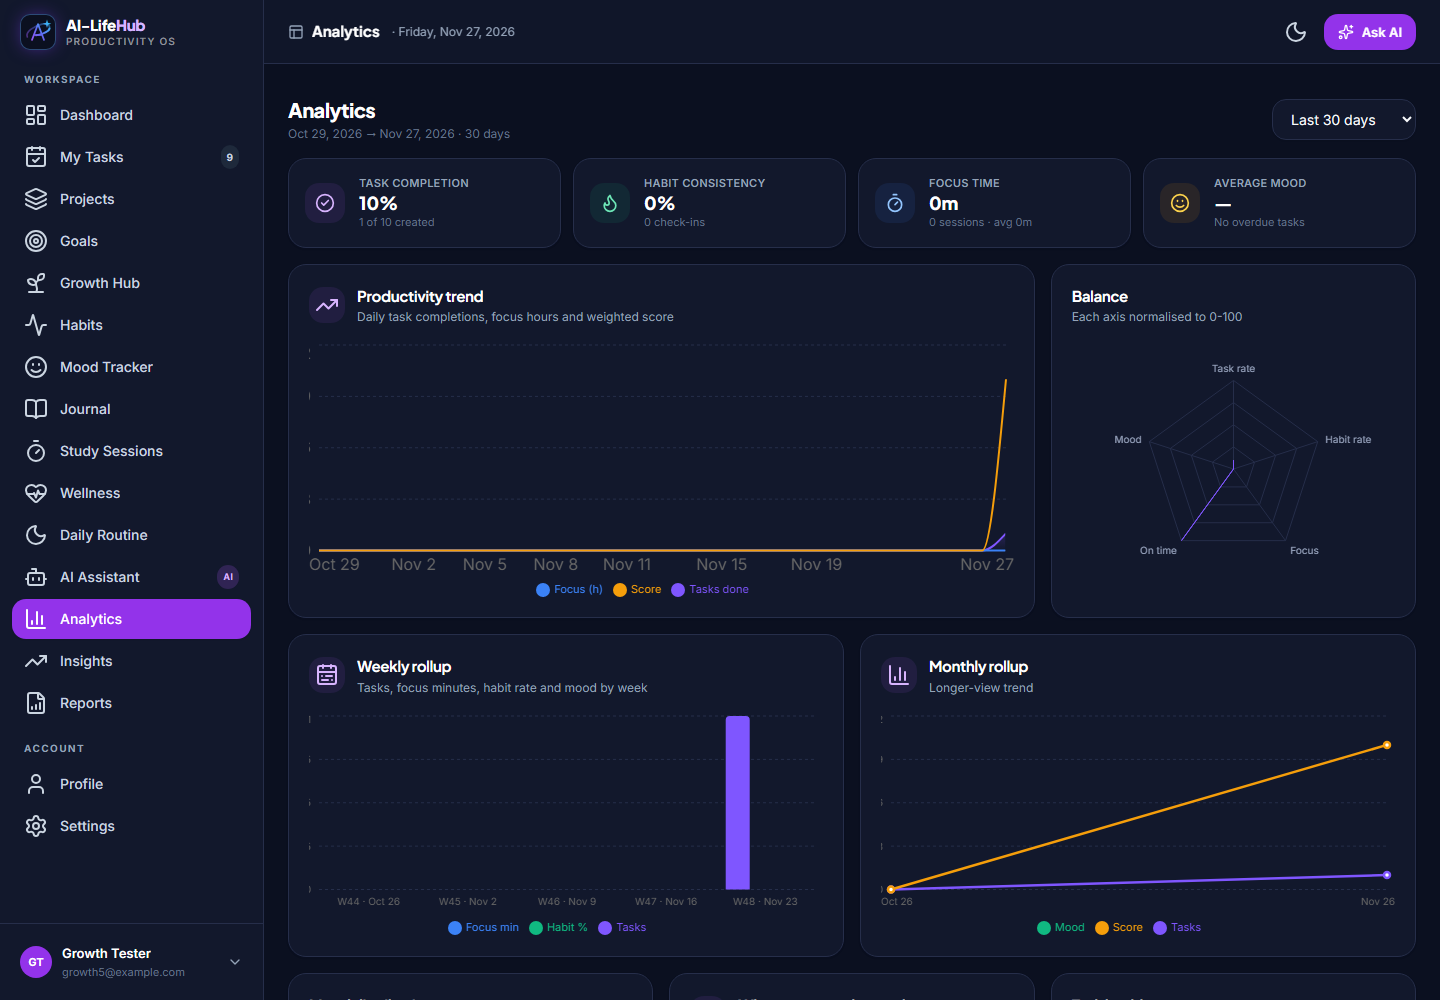 AI-LifeHub
PRODUCTIVITY OS
WORKSPACE
Dashboard
My Tasks
9
Projects
Goals
Growth Hub
Habits
Mood Tracker
Journal
Study Sessions
Wellness
Daily Routine
AI Assistant
AI
Analytics
Insights
Reports
ACCOUNT
Profile
Settings
GT
Growth Tester
growth5@example.com
Analytics
· Friday, Nov 27, 2026
Ask AI
Analytics
Oct 29, 2026 → Nov 27, 2026 · 30 days
Last 30 days
TASK COMPLETION
10%
1 of 10 created
HABIT CONSISTENCY
0%
0 check-ins
FOCUS TIME
0m
0 sessions · avg 0m
AVERAGE MOOD
—
No overdue tasks
Productivity trend
Daily task completions, focus hours and weighted score
Oct 29 Nov 2 Nov 5 Nov 8 Nov 11 Nov 15 Nov 19 Nov 27
Focus (h) Score Tasks done
Balance
Each axis normalised to 0-100
Task rate
Mood
Habit rate
On time
Focus
Weekly rollup
Tasks, focus minutes, habit rate and mood by week
W44 · Oct 26 W45 · Nov 2 W46 · Nov 9 W47 · Nov 16 W48 · Nov 23
Focus min Habit % Tasks
Monthly rollup
Longer-view trend
Oct 26 Nov 26
Mood Score Tasks